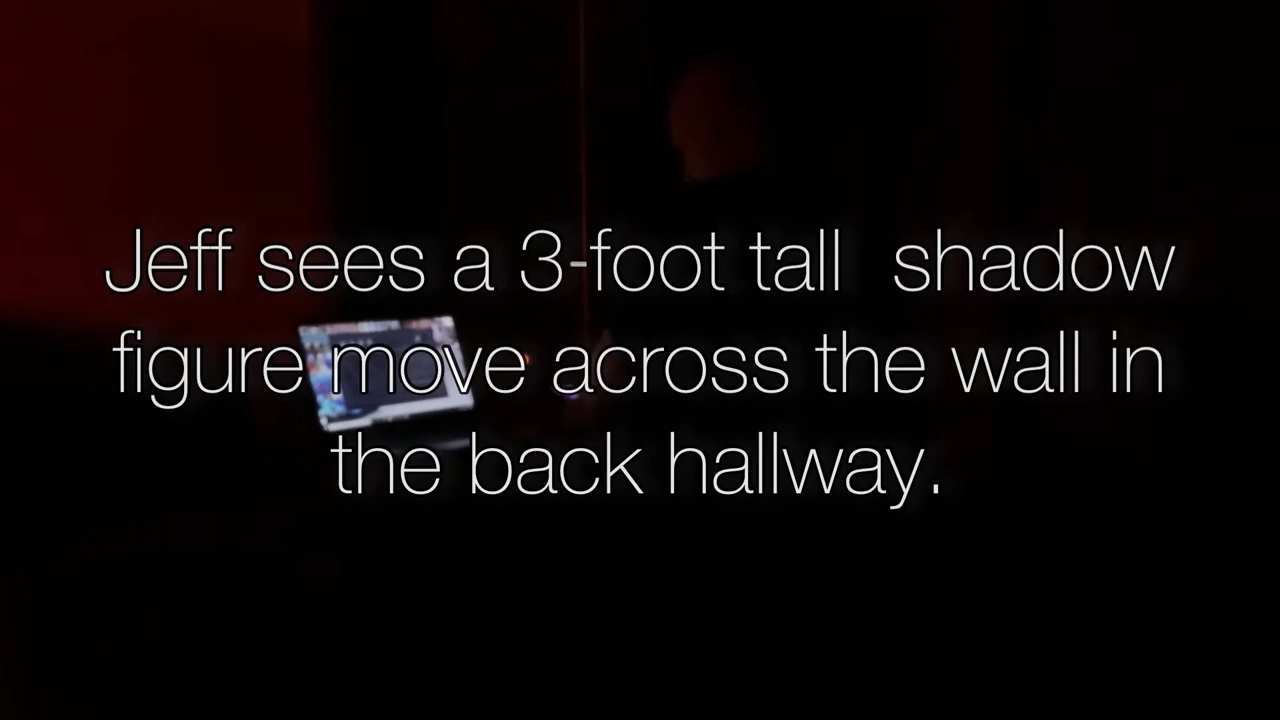 Jeff sees a 3-foot tall  shadow
figure move across the wall in
the back hallway.